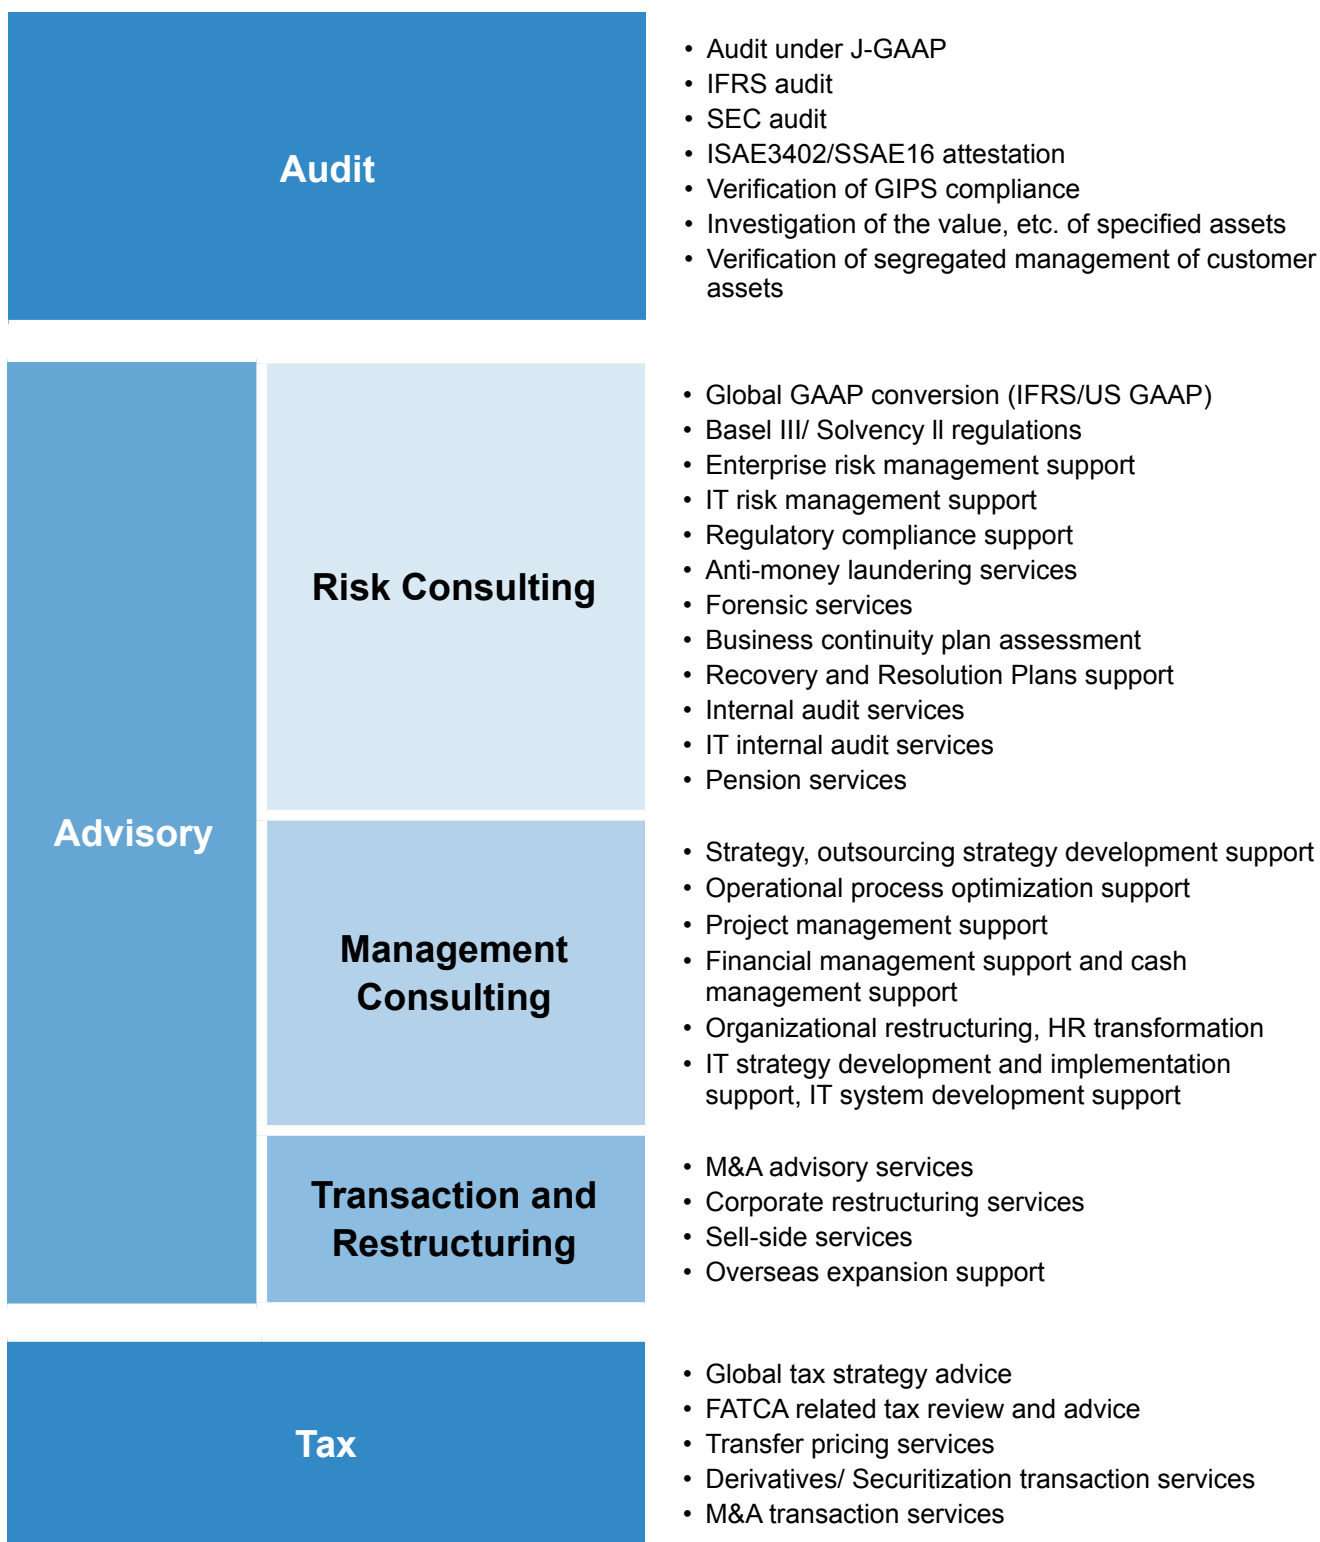 Audit
• Audit under J-GAAP
• IFRS audit
• SEC audit
• ISAE3402/SSAE16 attestation
• Verification of GIPS compliance
• Investigation of the value, etc. of specified assets
• Verification of segregated management of customer
assets
Advisory
Risk Consulting
• Global GAAP conversion (IFRS/US GAAP)
• Basel III/ Solvency ll regulations
• Enterprise risk management support
• IT risk management support
• Regulatory compliance support
• Anti-money laundering services
• Forensic services
• Business continuity plan assessment
• Recovery and Resolution Plans support
• Internal audit services
• IT internal audit services
• Pension services
Management
Consulting
• Strategy, outsourcing strategy development support
• Operational process optimization support
• Project management support
• Financial management support and cash
management support
• Organizational restructuring, HR transformation
• IT strategy development and implementation
support, IT system development support
Transaction and
Restructuring
• M&A advisory services
• Corporate restructuring services
• Sell-side services
• Overseas expansion support
Tax
• Global tax strategy advice
• FATCA related tax review and advice
• Transfer pricing services
• Derivatives/ Securitization transaction services
• M&A transaction services